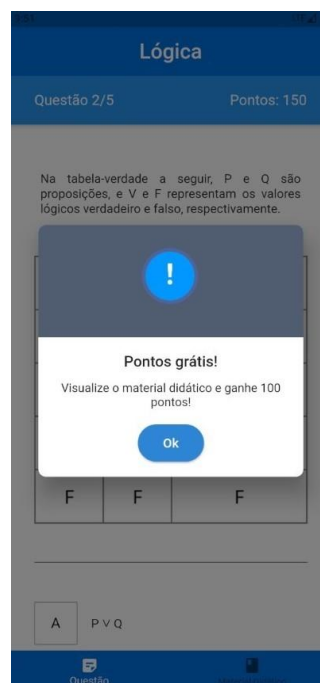 Lógica
Questão 2/5 Pontos: 150
Na tabela-verdade a seguir, P e Q são
proposições, e V e F representam os valores
lógicos verdadeiro e falso, respectivamente.
!
Pontos grátis!
Visualize o material didático e ganhe 100
pontos!
Ok
F F F
A P ∨ Q
Questão